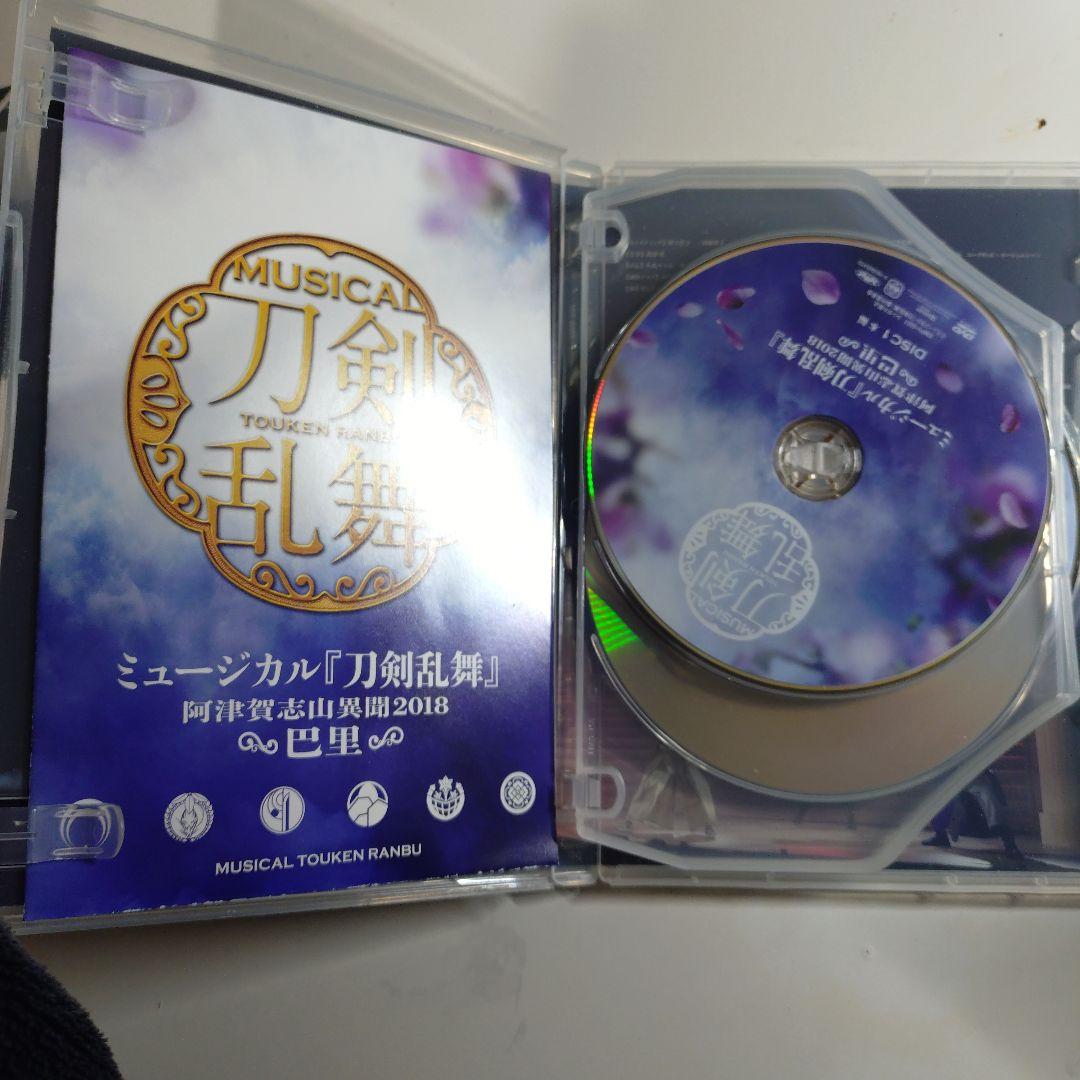 MUSICAL
刀剣
TOUKEN RANBU
乱舞
ミュージカル『刀剣乱舞』
阿津賀志山異聞2018
巴里
MUSICAL TOUKEN RANBU
DISC1 本編
巴里
阿津賀志山異聞2018
ミュージカル『刀剣乱舞』
MUSICAL
刀剣
乱舞